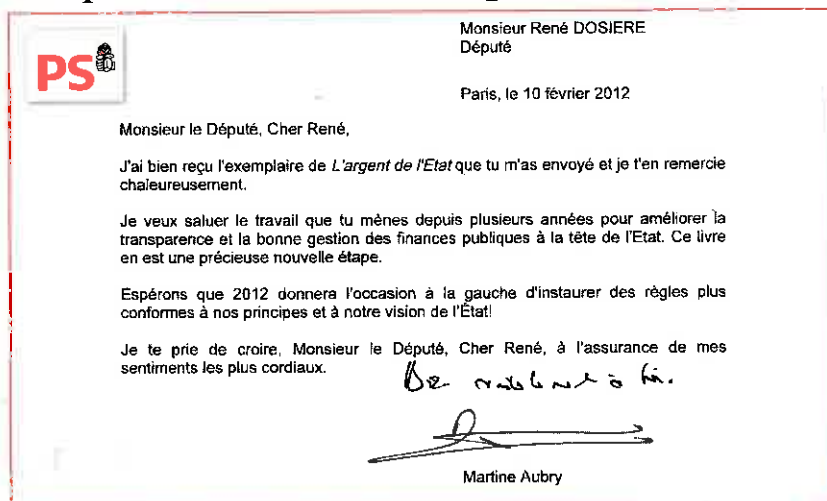 Monsieur René DOSIERE
Député
PS
Paris, le 10 février 2012
Monsieur le Député, Cher René,
J'ai bien reçu l'exemplaire de L'argent de l'Etat que tu m'as envoyé et je t'en remercie
chaleureusement.
Je veux saluer le travail que tu mènes depuis plusieurs années pour améliorer la
transparence et la bonne gestion des finances publiques à la tête de l'Etat. Ce livre
en est une précieuse nouvelle étape.
Espérons que 2012 donnera l'occasion à la gauche d'instaurer des règles plus
conformes à nos principes et à notre vision de l'État!
Je te prie de croire, Monsieur le Député, Cher René, à l'assurance de mes
sentiments les plus cordiaux.
à toi.
Martine Aubry